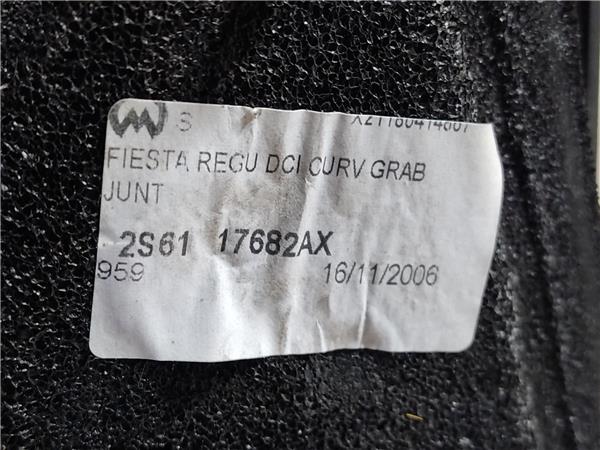 S
FIESTA REGU DCI CURV GRAB
JUNT
2S61 17682AX
959 16/11/2006